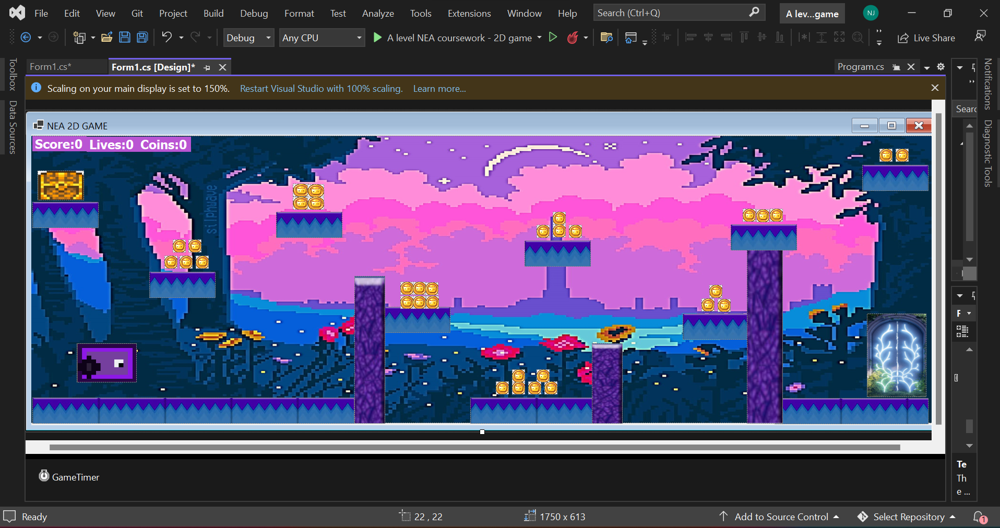 File Edit View Git Project Build Debug Format Test Analyze Tools Extensions Window Help Search (Ctrl+Q) A lev...game NJ
Debug Any CPU A level NEA coursework - 2D game Live Share
Toolbox
Data Sources
Form1.cs* Form1.cs [Design]* Program.cs
Scaling on your main display is set to 150%. Restart Visual Studio with 100% scaling. Learn more...
Notifications
Diagnostic Tools
Searc
NEA 2D GAME
Score:0 Lives:0 Coins:0
silphwave
GameTimer
Te
Th
e ...
Ready 22 , 22 1750 x 613 Add to Source Control Select Repository 1